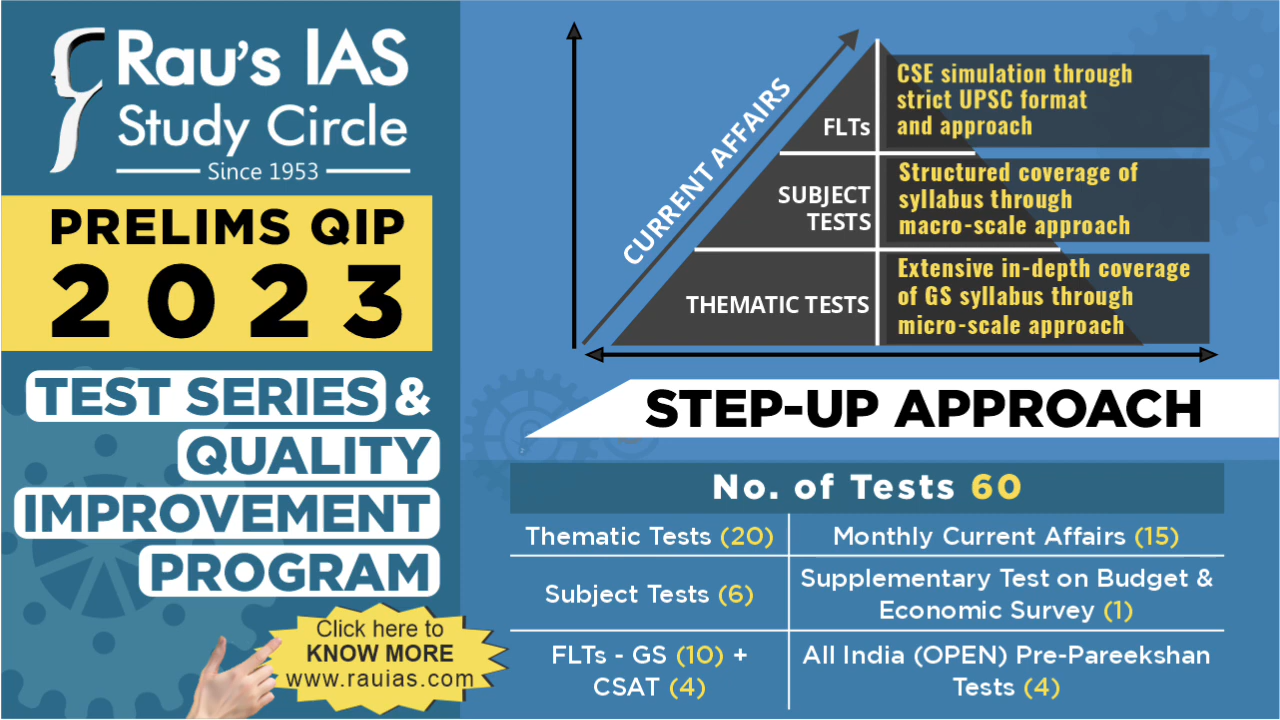 Rau's IAS
Study Circle
Since 1953
PRELIMS QIP
2023
TEST SERIES &
QUALITY
IMPROVEMENT
PROGRAM
Click here to
KNOW MORE
www.rauias.com
CURRENT AFFAIRS
FLTs
CSE simulation through
strict UPSC format
and approach
SUBJECT
TESTS
Structured coverage of
syllabus through
macro-scale approach
THEMATIC TESTS
Extensive in-depth coverage
of GS syllabus through
micro-scale approach
STEP-UP APPROACH
No. of Tests 60
Thematic Tests (20)
Monthly Current Affairs (15)
Subject Tests (6)
Supplementary Test on Budget &
Economic Survey (1)
FLTs - GS (10) +
CSAT (4)
All India (OPEN) Pre-Pareekshan
Tests (4)